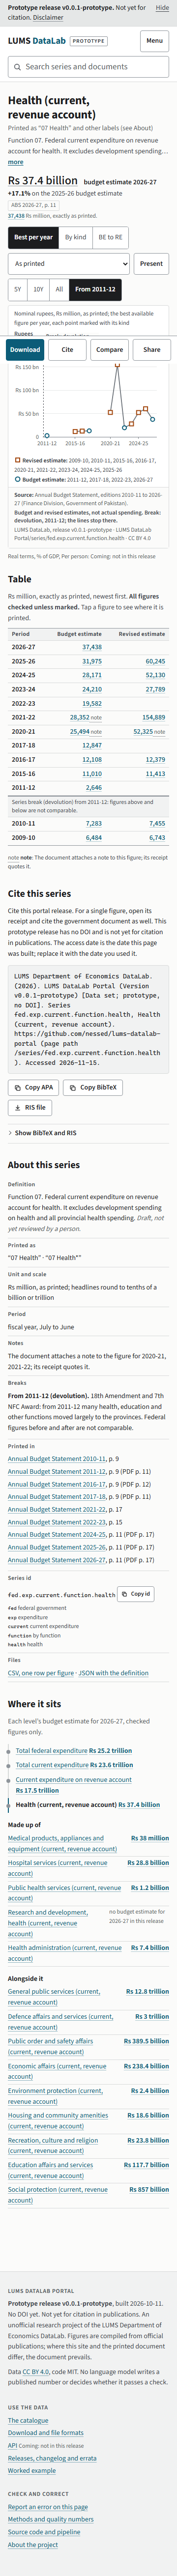 Prototype release v0.0.1-prototype. Not yet for citation. Disclaimer
Hide
LUMS DataLab PROTOTYPE
Menu
Search series and documents
Health (current, revenue account)
Printed as “07 Health” and other labels (see About)
Function 07. Federal current expenditure on revenue account for health. It excludes development spending…
more
Rs 37.4 billion budget estimate 2026-27
+17.1% on the 2025-26 budget estimate
ABS 2026-27, p. 11
37,438 Rs million, exactly as printed.
Best per year
By kind
BE to RE
As printed
Present
5Y
10Y
All
From 2011-12
Nominal rupees, Rs million, as printed; the best available figure per year, each point marked with its kind
Download
Cite
Compare
Share
Rs 150 bn
Rs 100 bn
Rs 50 bn
0
2011-12
2015-16
2020-21
2024-25
Revised estimate: 2009-10, 2010-11, 2015-16, 2016-17, 2020-21, 2021-22, 2023-24, 2024-25, 2025-26
Budget estimate: 2011-12, 2017-18, 2022-23, 2026-27
Source: Annual Budget Statement, editions 2010-11 to 2026-27 (Finance Division, Government of Pakistan).
Budget and revised estimates, not actual spending. Break: devolution, 2011-12; the line stops there.
LUMS DataLab, release v0.0.1-prototype · LUMS DataLab Portal/series/fed.exp.current.function.health · CC BY 4.0
Real terms, % of GDP, Per person: Coming: not in this release
Table
Rs million, exactly as printed, newest first. All figures checked unless marked. Tap a figure to see where it is printed.
Period Budget estimate Revised estimate
2026-27 37,438
2025-26 31,975 60,245
2024-25 28,171 52,130
2023-24 24,210 27,789
2022-23 19,582
2021-22 28,352 note 154,889
2020-21 25,494 note 52,325 note
2017-18 12,847
2016-17 12,108 12,379
2015-16 11,010 11,413
2011-12 2,646
Series break (devolution) from 2011-12: figures above and below are not comparable.
2010-11 7,283 7,455
2009-10 6,484 6,743
note note: The document attaches a note to this figure; its receipt quotes it.
Cite this series
Cite this portal release. For a single figure, open its receipt and cite the government document as well. This prototype release has no DOI and is not yet for citation in publications. The access date is the date this page was built; replace it with the date you used it.
LUMS Department of Economics DataLab. (2026). LUMS DataLab Portal (Version v0.0.1-prototype) [Data set; prototype, no DOI]. Series fed.exp.current.function.health, Health (current, revenue account). https://github.com/nessed/lums-datalab-portal (page path /series/fed.exp.current.function.health). Accessed 2026-11-15.
Copy APA
Copy BibTeX
RIS file
Show BibTeX and RIS
About this series
Definition
Function 07. Federal current expenditure on revenue account for health. It excludes development spending on health and all provincial health spending. Draft, not yet reviewed by a person.
Printed as
“07 Health” · “07 Health*”
Unit and scale
Rs million, as printed; headlines round to tenths of a billion or trillion
Period
fiscal year, July to June
Notes
The document attaches a note to the figure for 2020-21, 2021-22; its receipt quotes it.
Breaks
From 2011-12 (devolution). 18th Amendment and 7th NFC Award: from 2011-12 many health, education and other functions moved largely to the provinces. Federal figures before and after are not comparable.
Printed in
Annual Budget Statement 2010-11, p. 9
Annual Budget Statement 2011-12, p. 9 (PDF p. 11)
Annual Budget Statement 2016-17, p. 9 (PDF p. 12)
Annual Budget Statement 2017-18, p. 9 (PDF p. 11)
Annual Budget Statement 2021-22, p. 17
Annual Budget Statement 2022-23, p. 15
Annual Budget Statement 2024-25, p. 11 (PDF p. 17)
Annual Budget Statement 2025-26, p. 11 (PDF p. 17)
Annual Budget Statement 2026-27, p. 11 (PDF p. 17)
Series id
fed.exp.current.function.health Copy id
fed federal government
exp expenditure
current current expenditure
function by function
health health
Files
CSV, one row per figure · JSON with the definition
Where it sits
Each level's budget estimate for 2026-27, checked figures only.
Total federal expenditure Rs 25.2 trillion
Total current expenditure Rs 23.6 trillion
Current expenditure on revenue account Rs 17.5 trillion
Health (current, revenue account) Rs 37.4 billion
Made up of
Medical products, appliances and equipment (current, revenue account) Rs 38 million
Hospital services (current, revenue account) Rs 28.8 billion
Public health services (current, revenue account) Rs 1.2 billion
Research and development, health (current, revenue account) no budget estimate for 2026-27 in this release
Health administration (current, revenue account) Rs 7.4 billion
Alongside it
General public services (current, revenue account) Rs 12.8 trillion
Defence affairs and services (current, revenue account) Rs 3 trillion
Public order and safety affairs (current, revenue account) Rs 389.5 billion
Economic affairs (current, revenue account) Rs 238.4 billion
Environment protection (current, revenue account) Rs 2.4 billion
Housing and community amenities (current, revenue account) Rs 18.6 billion
Recreation, culture and religion (current, revenue account) Rs 23.8 billion
Education affairs and services (current, revenue account) Rs 117.7 billion
Social protection (current, revenue account) Rs 857 billion
LUMS DATALAB PORTAL
Prototype release v0.0.1-prototype, built 2026-10-11. No DOI yet. Not yet for citation in publications. An unofficial research project of the LUMS Department of Economics DataLab. Figures are compiled from official publications; where this site and the printed document differ, the document prevails.
Data CC BY 4.0, code MIT. No language model writes a published number or decides whether it passes a check.
USE THE DATA
The catalogue
Download and file formats
API Coming: not in this release
Releases, changelog and errata
Worked example
CHECK AND CORRECT
Report an error on this page
Methods and quality numbers
Source code and pipeline
About the project